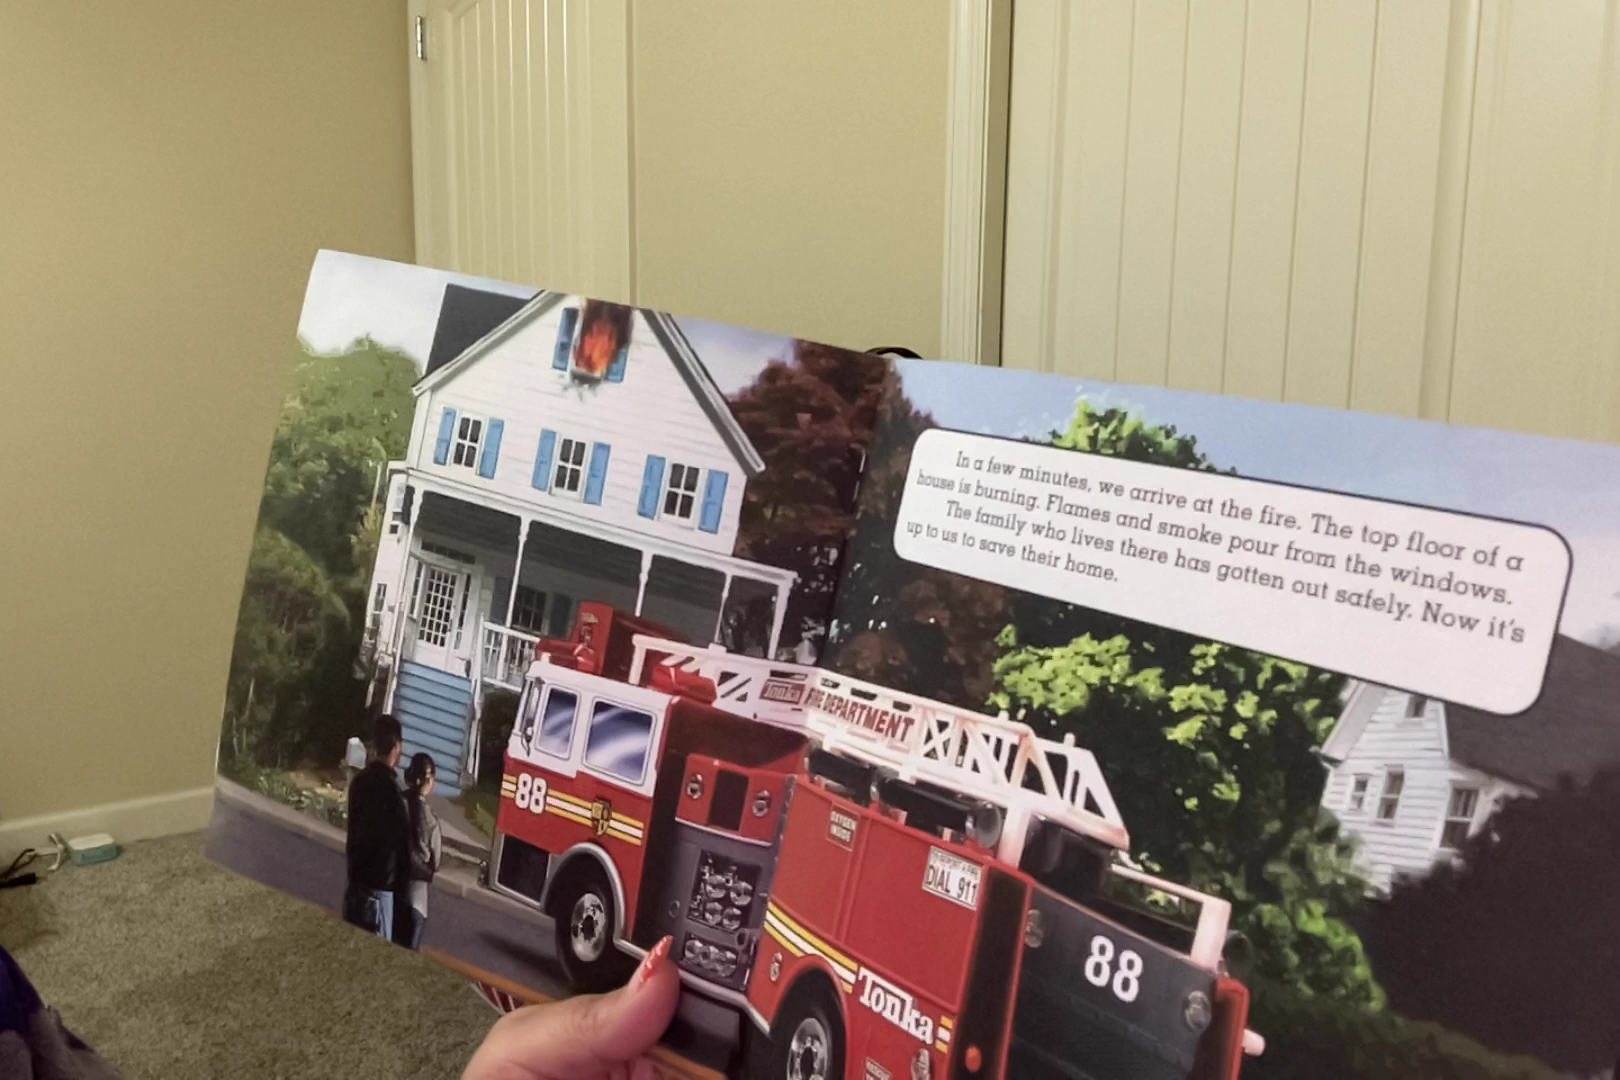 In a few minutes, we arrive at the fire. The top floor of a
house is burning. Flames and smoke pour from the windows.
The family who lives there has gotten out safely. Now it's
up to us to save their home.
Tonka FIRE DEPARTMENT
88
OXYGEN
INSIDE
DIAL 911
88
Tonka
RESCUE